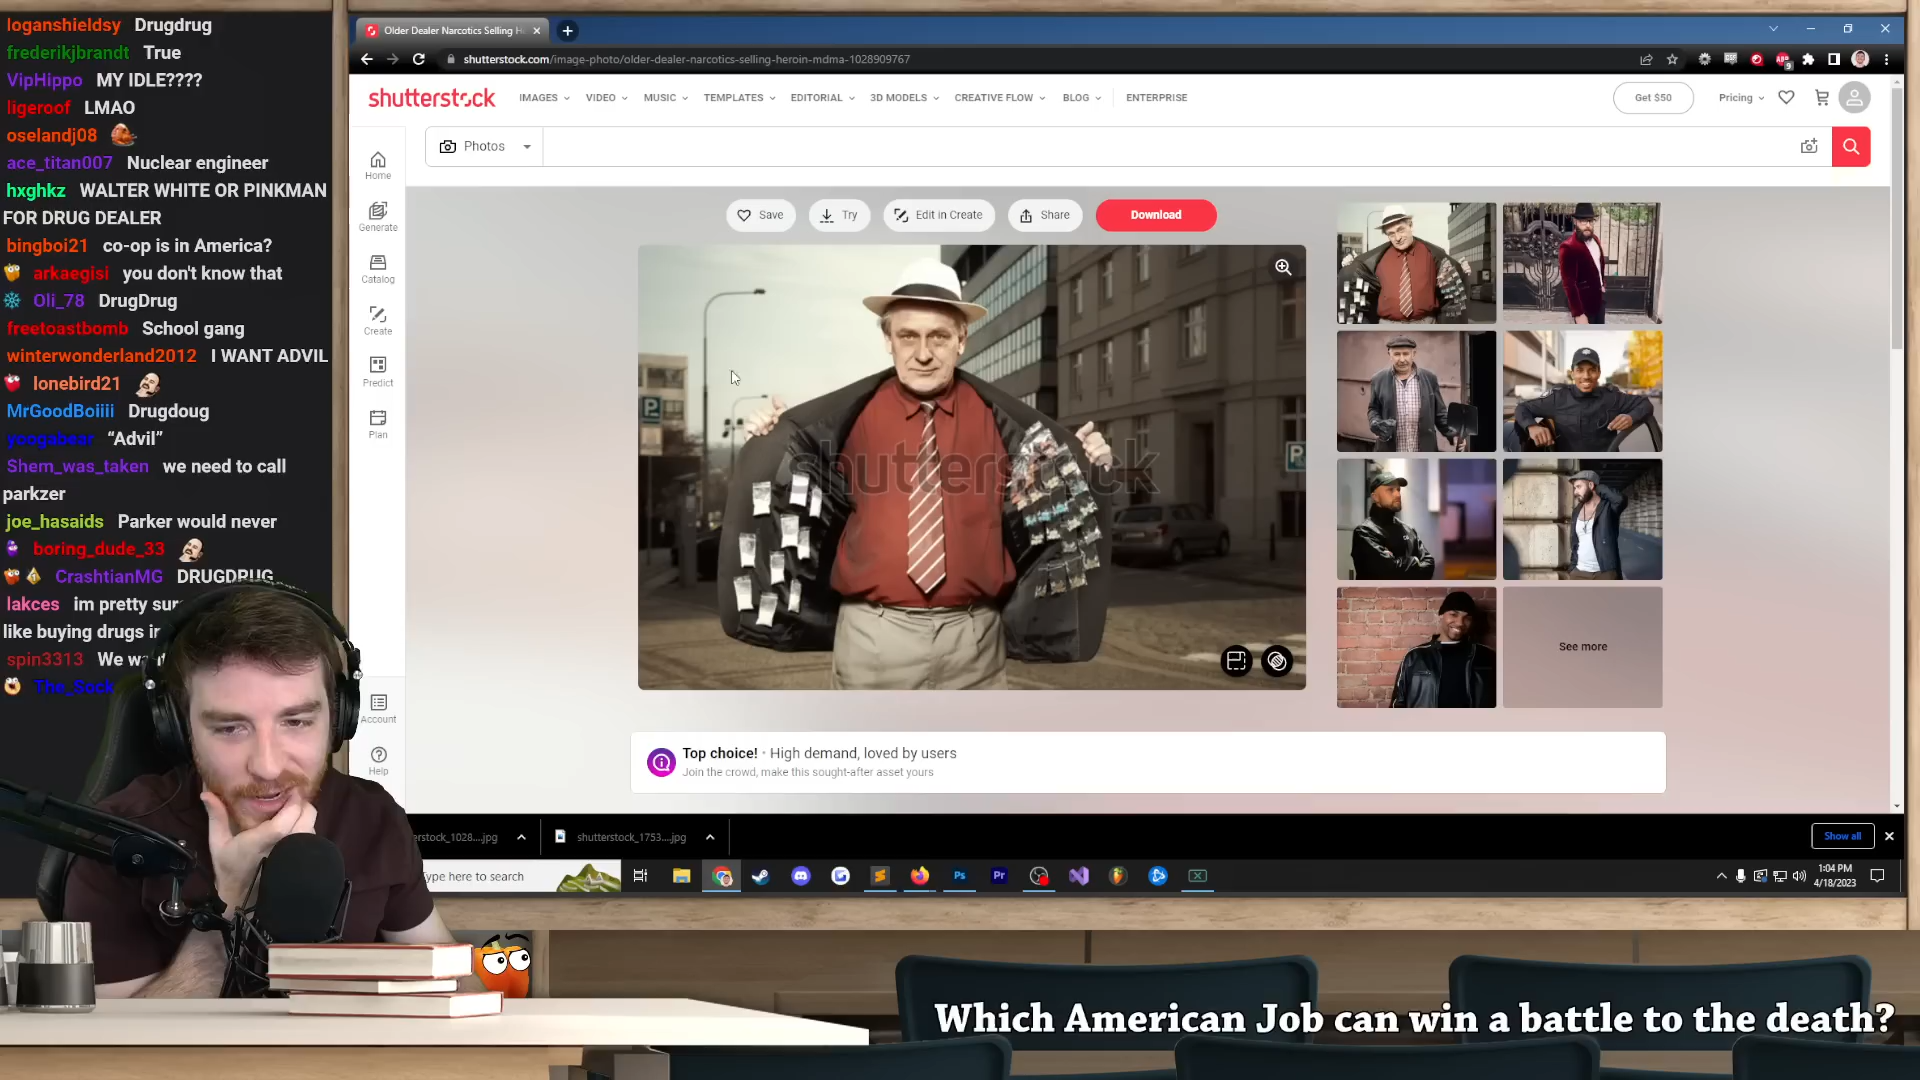 loganshieldsy Drugdrug
frederikjbrandt True
VipHippo MY IDLE????
ligeroof LMAO
oselandj08
ace_titan007 Nuclear engineer
hxghkz WALTER WHITE OR PINKMAN
FOR DRUG DEALER
bingboi21 co-op is in America?
arkaegisi you don't know that
Oli_78 DrugDrug
freetoastbomb School gang
winterwonderland2012 I WANT ADVIL
lonebird21
MrGoodBoiiii Drugdoug
yoogabear “Advil”
Shem_was_taken we need to call
parkzer
joe_hasaids Parker would never
boring_dude_33
CrashtianMG DRUGDRUG
lakces im pretty
like buying drugs
spin3313 We
The_Sock
Older Dealer Narcotics Selling
shutterstock.com/image-photo/older-dealer-narcotics-selling-heroin-mdma-1028909767
shutterstock IMAGES VIDEO MUSIC TEMPLATES EDITORIAL 3D MODELS CREATIVE FLOW BLOG ENTERPRISE Get $50 Pricing
Photos
Home
Generate
Catalog
Create
Predict
Plan
Account
Help
Save Try Edit in Create Share Download
P
shutterstock
P
See more
Top choice! · High demand, loved by users
Join the crowd, make this sought-after asset yours
erstock_1028....jpg shutterstock_1753....jpg Show all
Type here to search
Ps Pr
1:04 PM
4/18/2023
Which American Job can win a battle to the death?